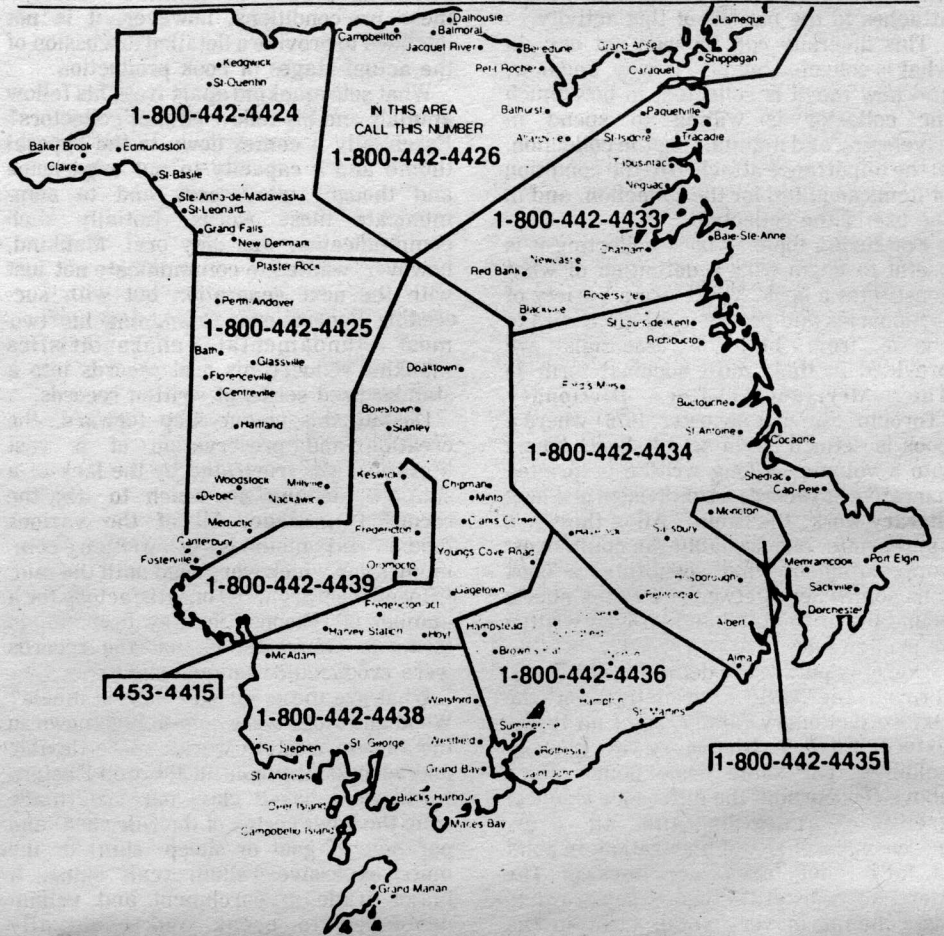 Dalhousie
Campbellton
Balmoral
Jacquet River
Beredune
Grand Anse
Lameque
Shippegan
Caraquet
Petit Rocher
Kedgwick
St-Quentin
1-800-442-4424
IN THIS AREA
CALL THIS NUMBER
1-800-442-4426
Bathurst
Paquetville
Allardville
St-Isidore
Tracadie
Tabusintac
Neguac
Baker Brook
Edmundston
Claire
St-Basile
Ste-Anne-de-Madawaska
St-Leonard
Grand Falls
New Denmark
Plaster Rock
1-800-442-4433
Baie-Ste-Anne
Chatham
Newcastle
Red Bank
Rogersville
Blackville
Perth-Andover
1-800-442-4425
Bath
Glassville
Florenceville
Centreville
Hartland
Doaktown
Boiestown
Stanley
St Louis-de-Kent
Richibucto
Buctouche
St Antoine
Cocagne
1-800-442-4434
Shediac
Cap-Pele
Woodstock
Millville
Debec
Nackawic
Keswick
Chipman
Minto
Meductic
Canterbury
Fosterville
Fredericton
Clarks Corner
Youngs Cove Road
Moncton
Salisbury
Oromocto
1-800-442-4439
Gagetown
Hillsborough
Petitcodiac
Memramcook
Port Elgin
Sackville
Dorchester
Fredericton Jct
Harvey Station
Hoyt
Hampstead
Albert
Alma
McAdam
453-4415
1-800-442-4436
Welsford
1-800-442-4438
St. Martins
Westfield
Rothesay
St. Stephen
St. George
Grand Bay
Saint John
1-800-442-4435
St. Andrews
Deer Island
Blacks Harbour
Campobello Island
Maces Bay
Grand Manan